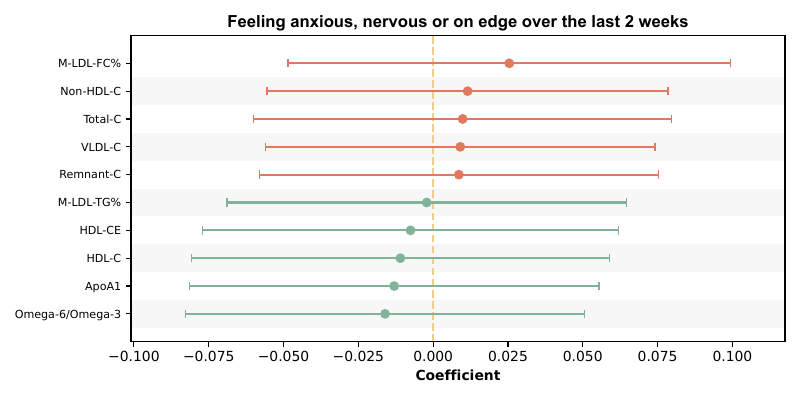 Feeling anxious, nervous or on edge over the last 2 weeks
M-LDL-FC%
Non-HDL-C
Total-C
VLDL-C
Remnant-C
M-LDL-TG%
HDL-CE
HDL-C
ApoA1
Omega-6/Omega-3
−0.100 −0.075 −0.050 −0.025 0.000 0.025 0.050 0.075 0.100
Coefficient